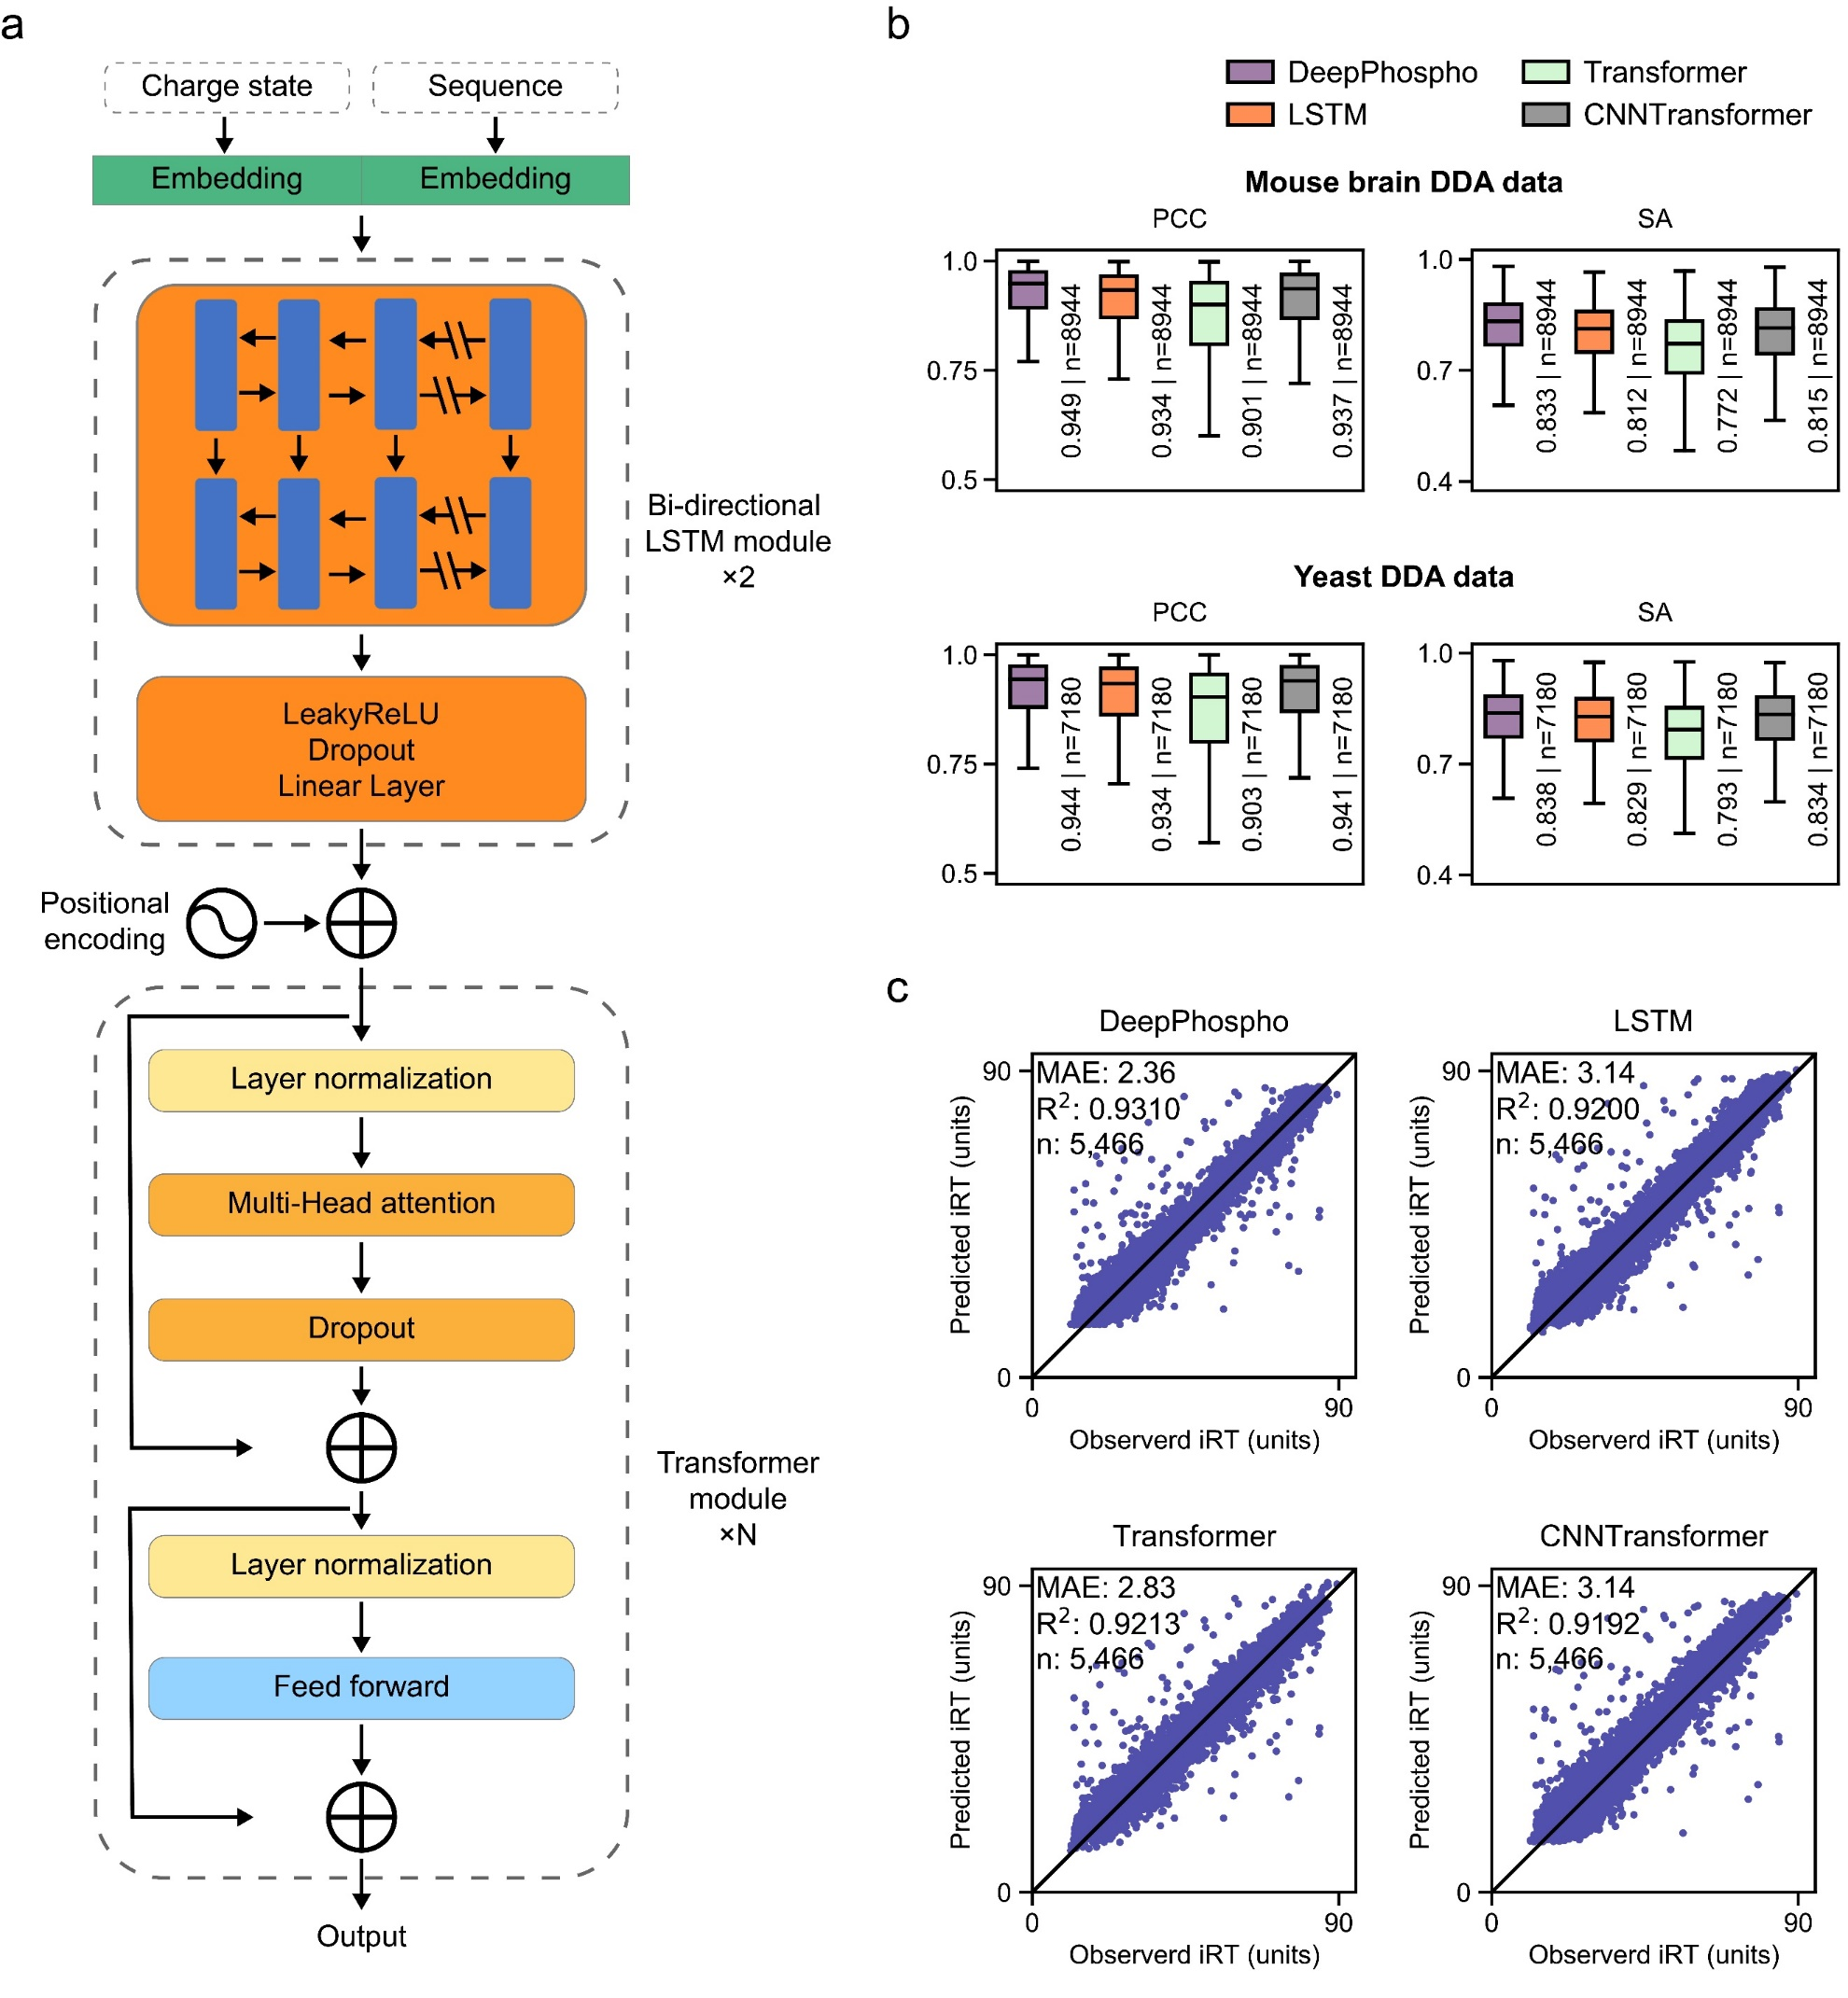 a
Charge state
Sequence
Embedding
Embedding
Bi-directional
LSTM module
×2
LeakyReLU
Dropout
Linear Layer
Positional
encoding
Layer normalization
Multi-Head attention
Dropout
Transformer
module
×N
Layer normalization
Feed forward
Output
b
DeepPhospho
Transformer
LSTM
CNNTransformer
Mouse brain DDA data
PCC
1.0
0.75
0.5
0.949 | n=8944
0.934 | n=8944
0.901 | n=8944
0.937 | n=8944
SA
1.0
0.7
0.4
0.833 | n=8944
0.812 | n=8944
0.772 | n=8944
0.815 | n=8944
Yeast DDA data
PCC
1.0
0.75
0.5
0.944 | n=7180
0.934 | n=7180
0.903 | n=7180
0.941 | n=7180
SA
1.0
0.7
0.4
0.838 | n=7180
0.829 | n=7180
0.793 | n=7180
0.834 | n=7180
c
DeepPhospho
MAE: 2.36
R²: 0.9310
n: 5,466
90
0
0
90
Predicted iRT (units)
Observerd iRT (units)
LSTM
MAE: 3.14
R²: 0.9200
n: 5,466
90
0
0
90
Predicted iRT (units)
Observerd iRT (units)
Transformer
MAE: 2.83
R²: 0.9213
n: 5,466
90
0
0
90
Predicted iRT (units)
Observerd iRT (units)
CNNTransformer
MAE: 3.14
R²: 0.9192
n: 5,466
90
0
0
90
Predicted iRT (units)
Observerd iRT (units)